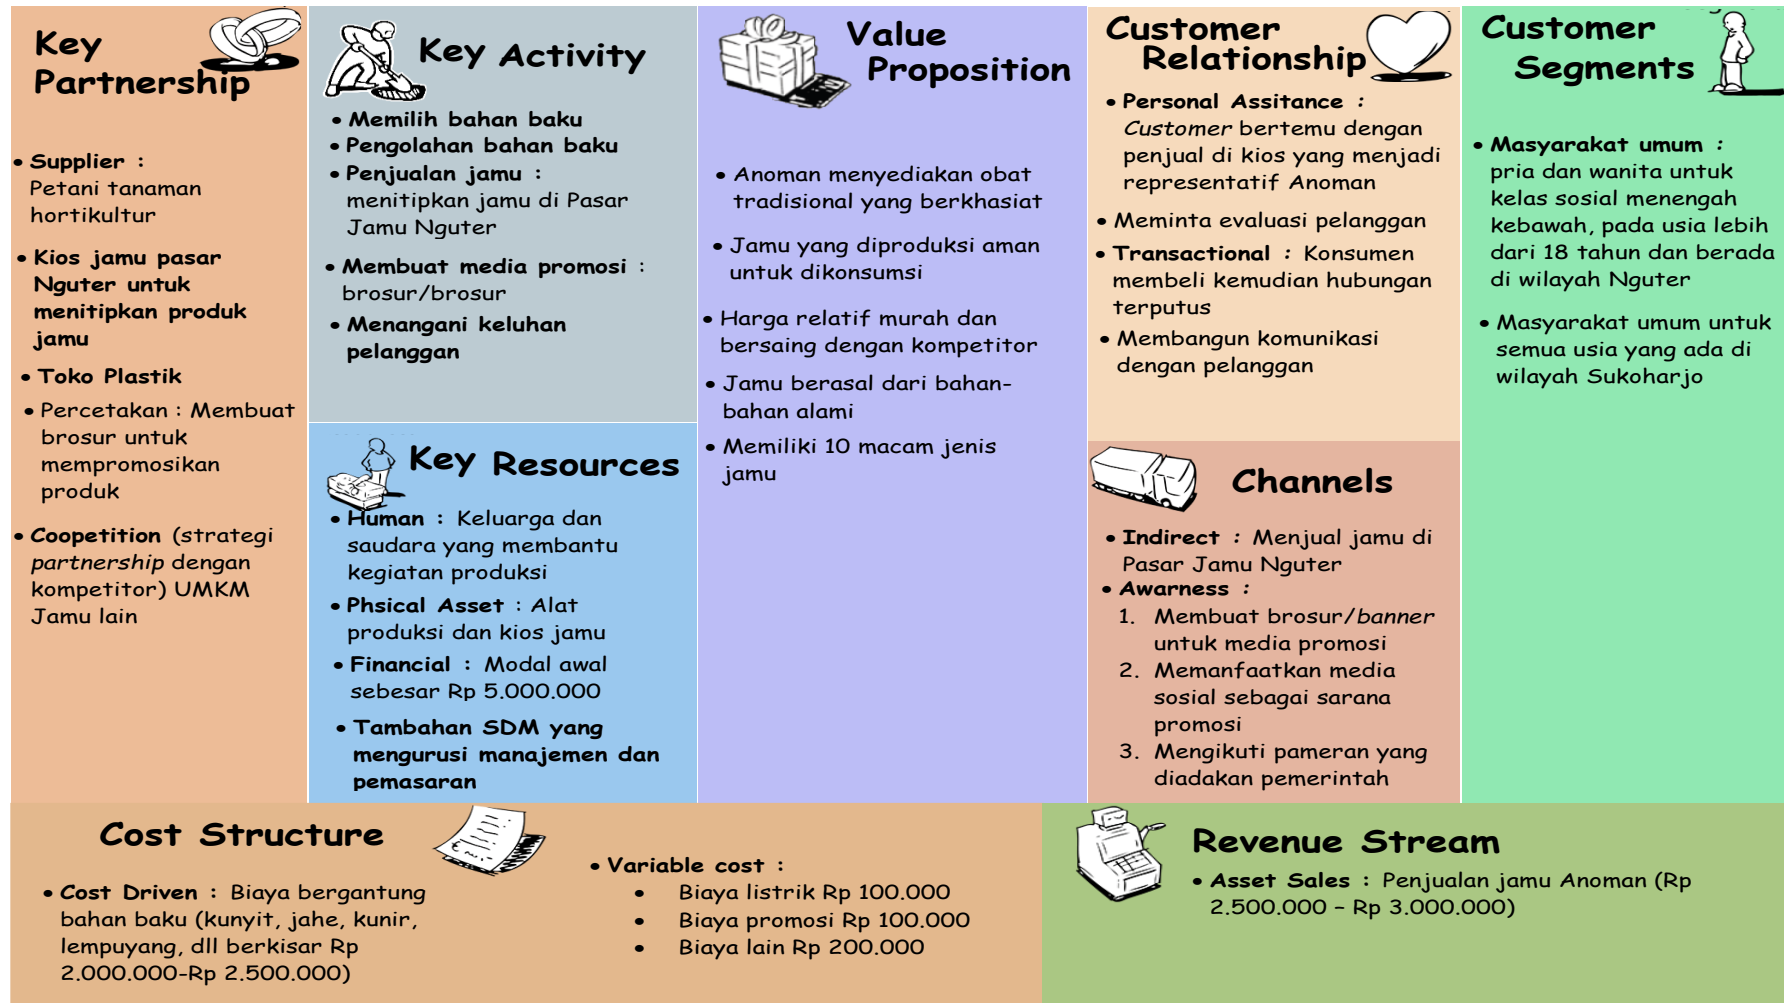 Key
Partnership
• Supplier :
Petani tanaman
hortikultur
• Kios jamu pasar
Nguter untuk
menitipkan produk
jamu
• Toko Plastik
• Percetakan : Membuat
brosur untuk
mempromosikan
produk
• Coopetition (strategi
partnership dengan
kompetitor) UMKM
Jamu lain
Key Activity
• Memilih bahan baku
• Pengolahan bahan baku
• Penjualan jamu :
menitipkan jamu di Pasar
Jamu Nguter
• Membuat media promosi :
brosur/brosur
• Menangani keluhan
pelanggan
Key Resources
• Human : Keluarga dan
saudara yang membantu
kegiatan produksi
• Phsical Asset : Alat
produksi dan kios jamu
• Financial : Modal awal
sebesar Rp 5.000.000
• Tambahan SDM yang
mengurusi manajemen dan
pemasaran
Value
Proposition
• Anoman menyediakan obat
tradisional yang berkhasiat
• Jamu yang diproduksi aman
untuk dikonsumsi
• Harga relatif murah dan
bersaing dengan kompetitor
• Jamu berasal dari bahan-
bahan alami
• Memiliki 10 macam jenis
jamu
Customer
Relationship
• Personal Assitance :
Customer bertemu dengan
penjual di kios yang menjadi
representatif Anoman
• Meminta evaluasi pelanggan
• Transactional : Konsumen
membeli kemudian hubungan
terputus
• Membangun komunikasi
dengan pelanggan
Channels
• Indirect : Menjual jamu di
Pasar Jamu Nguter
• Awarness :
1. Membuat brosur/banner
untuk media promosi
2. Memanfaatkan media
sosial sebagai sarana
promosi
3. Mengikuti pameran yang
diadakan pemerintah
Customer
Segments
• Masyarakat umum :
pria dan wanita untuk
kelas sosial menengah
kebawah, pada usia lebih
dari 18 tahun dan berada
di wilayah Nguter
• Masyarakat umum untuk
semua usia yang ada di
wilayah Sukoharjo
Cost Structure
• Cost Driven : Biaya bergantung
bahan baku (kunyit, jahe, kunir,
lempuyang, dll berkisar Rp
2.000.000-Rp 2.500.000)
• Variable cost :
• Biaya listrik Rp 100.000
• Biaya promosi Rp 100.000
• Biaya lain Rp 200.000
Revenue Stream
• Asset Sales : Penjualan jamu Anoman (Rp
2.500.000 – Rp 3.000.000)